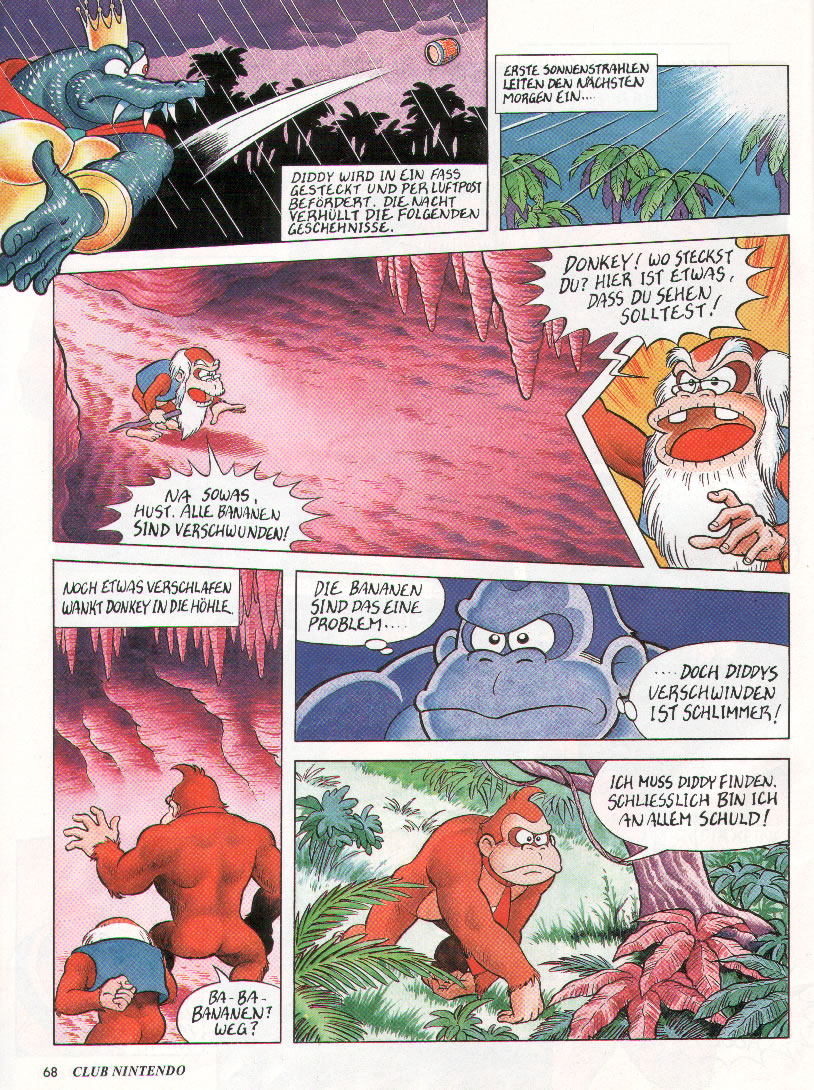 DIDDY WIRD IN EIN FASS
GESTECKT UND PER LUFTPOST
BEFÖRDERT. DIE NACHT
VERHÜLLT DIE FOLGENDEN
GESCHEHNISSE.
ERSTE SONNENSTRAHLEN
LEITEN DEN NÄCHSTEN
MORGEN EIN....
NA SOWAS,
HUST. ALLE BANANEN
SIND VERSCHWUNDEN!
DONKEY! WO STECKST
DU? HIER IST ETWAS,
DASS DU SEHEN
SOLLTEST!
NOCH ETWAS VERSCHLAFEN
WANKT DONKEY IN DIE HÖHLE.
BA-BA-
BANANEN?
WEG?
DIE BANANEN
SIND DAS EINE
PROBLEM....
....DOCH DIDDYS
VERSCHWINDEN
IST SCHLIMMER!
ICH MUSS DIDDY FINDEN.
SCHLIESSLICH BIN ICH
AN ALLEM SCHULD!
68 CLUB NINTENDO